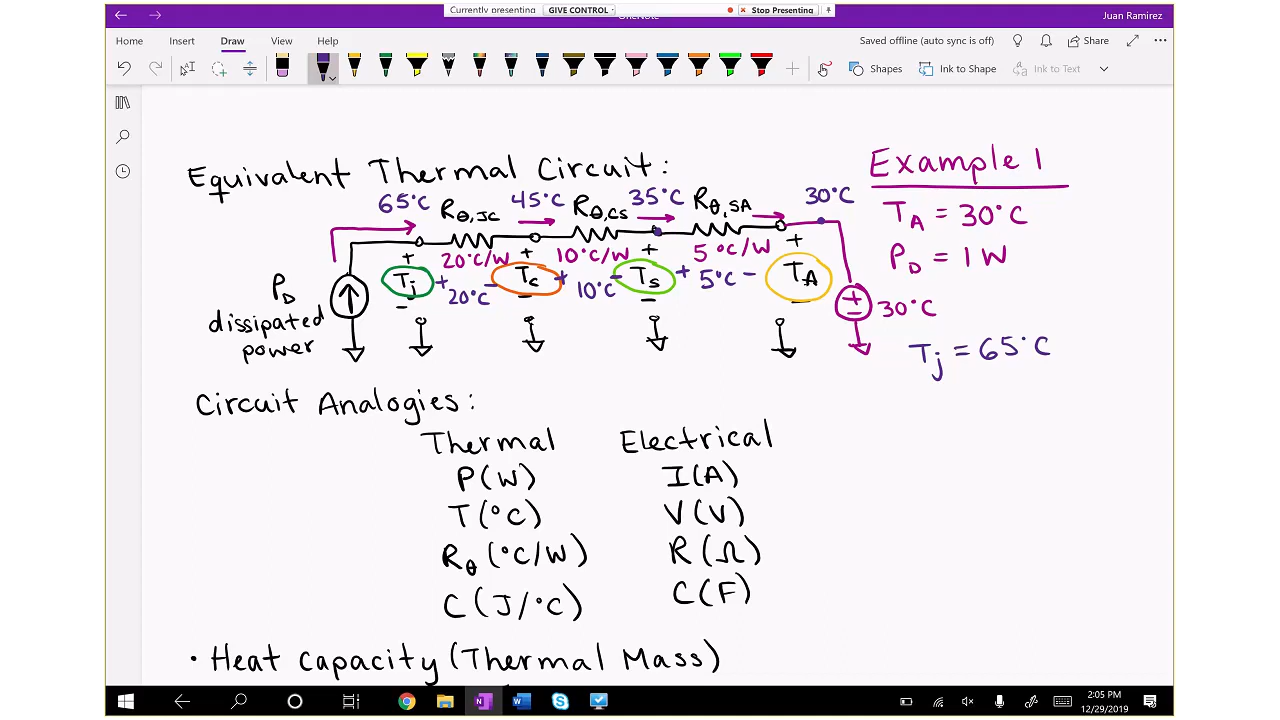 Currently presenting GIVE CONTROL Stop Presenting
OneNote
Juan Ramirez
Home Insert Draw View Help
Saved offline (auto sync is off) Share
Shapes Ink to Shape Ink to Text
Equivalent Thermal Circuit:
Example 1
65°C 45°C 35°C 30°C
Rθ,JC Rθ,CS Rθ,SA
TA = 30°C
20°C/W 10°C/W 5°C/W
PD = 1W
+ + + +
Tj Tc Ts TA
+ 20°C - + 10°C - + 5°C -
- - - -
PD
dissipated
power
+
-
30°C
Tj = 65°C
Circuit Analogies:
Thermal Electrical
P(W) I(A)
T(°C) V(V)
Rθ(°C/W) R(Ω)
C(J/°C) C(F)
• Heat Capacity (Thermal Mass)
2:05 PM
12/29/2019